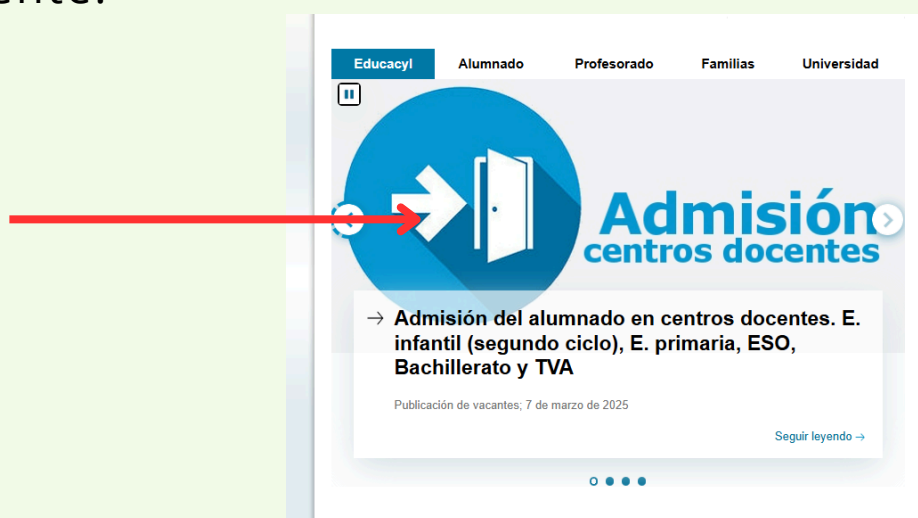 Educacyl Alumnado Profesorado Familias Universidad
Admisión
centros docentes
→ Admisión del alumnado en centros docentes. E.
infantil (segundo ciclo), E. primaria, ESO,
Bachillerato y TVA
Publicación de vacantes; 7 de marzo de 2025
Seguir leyendo →